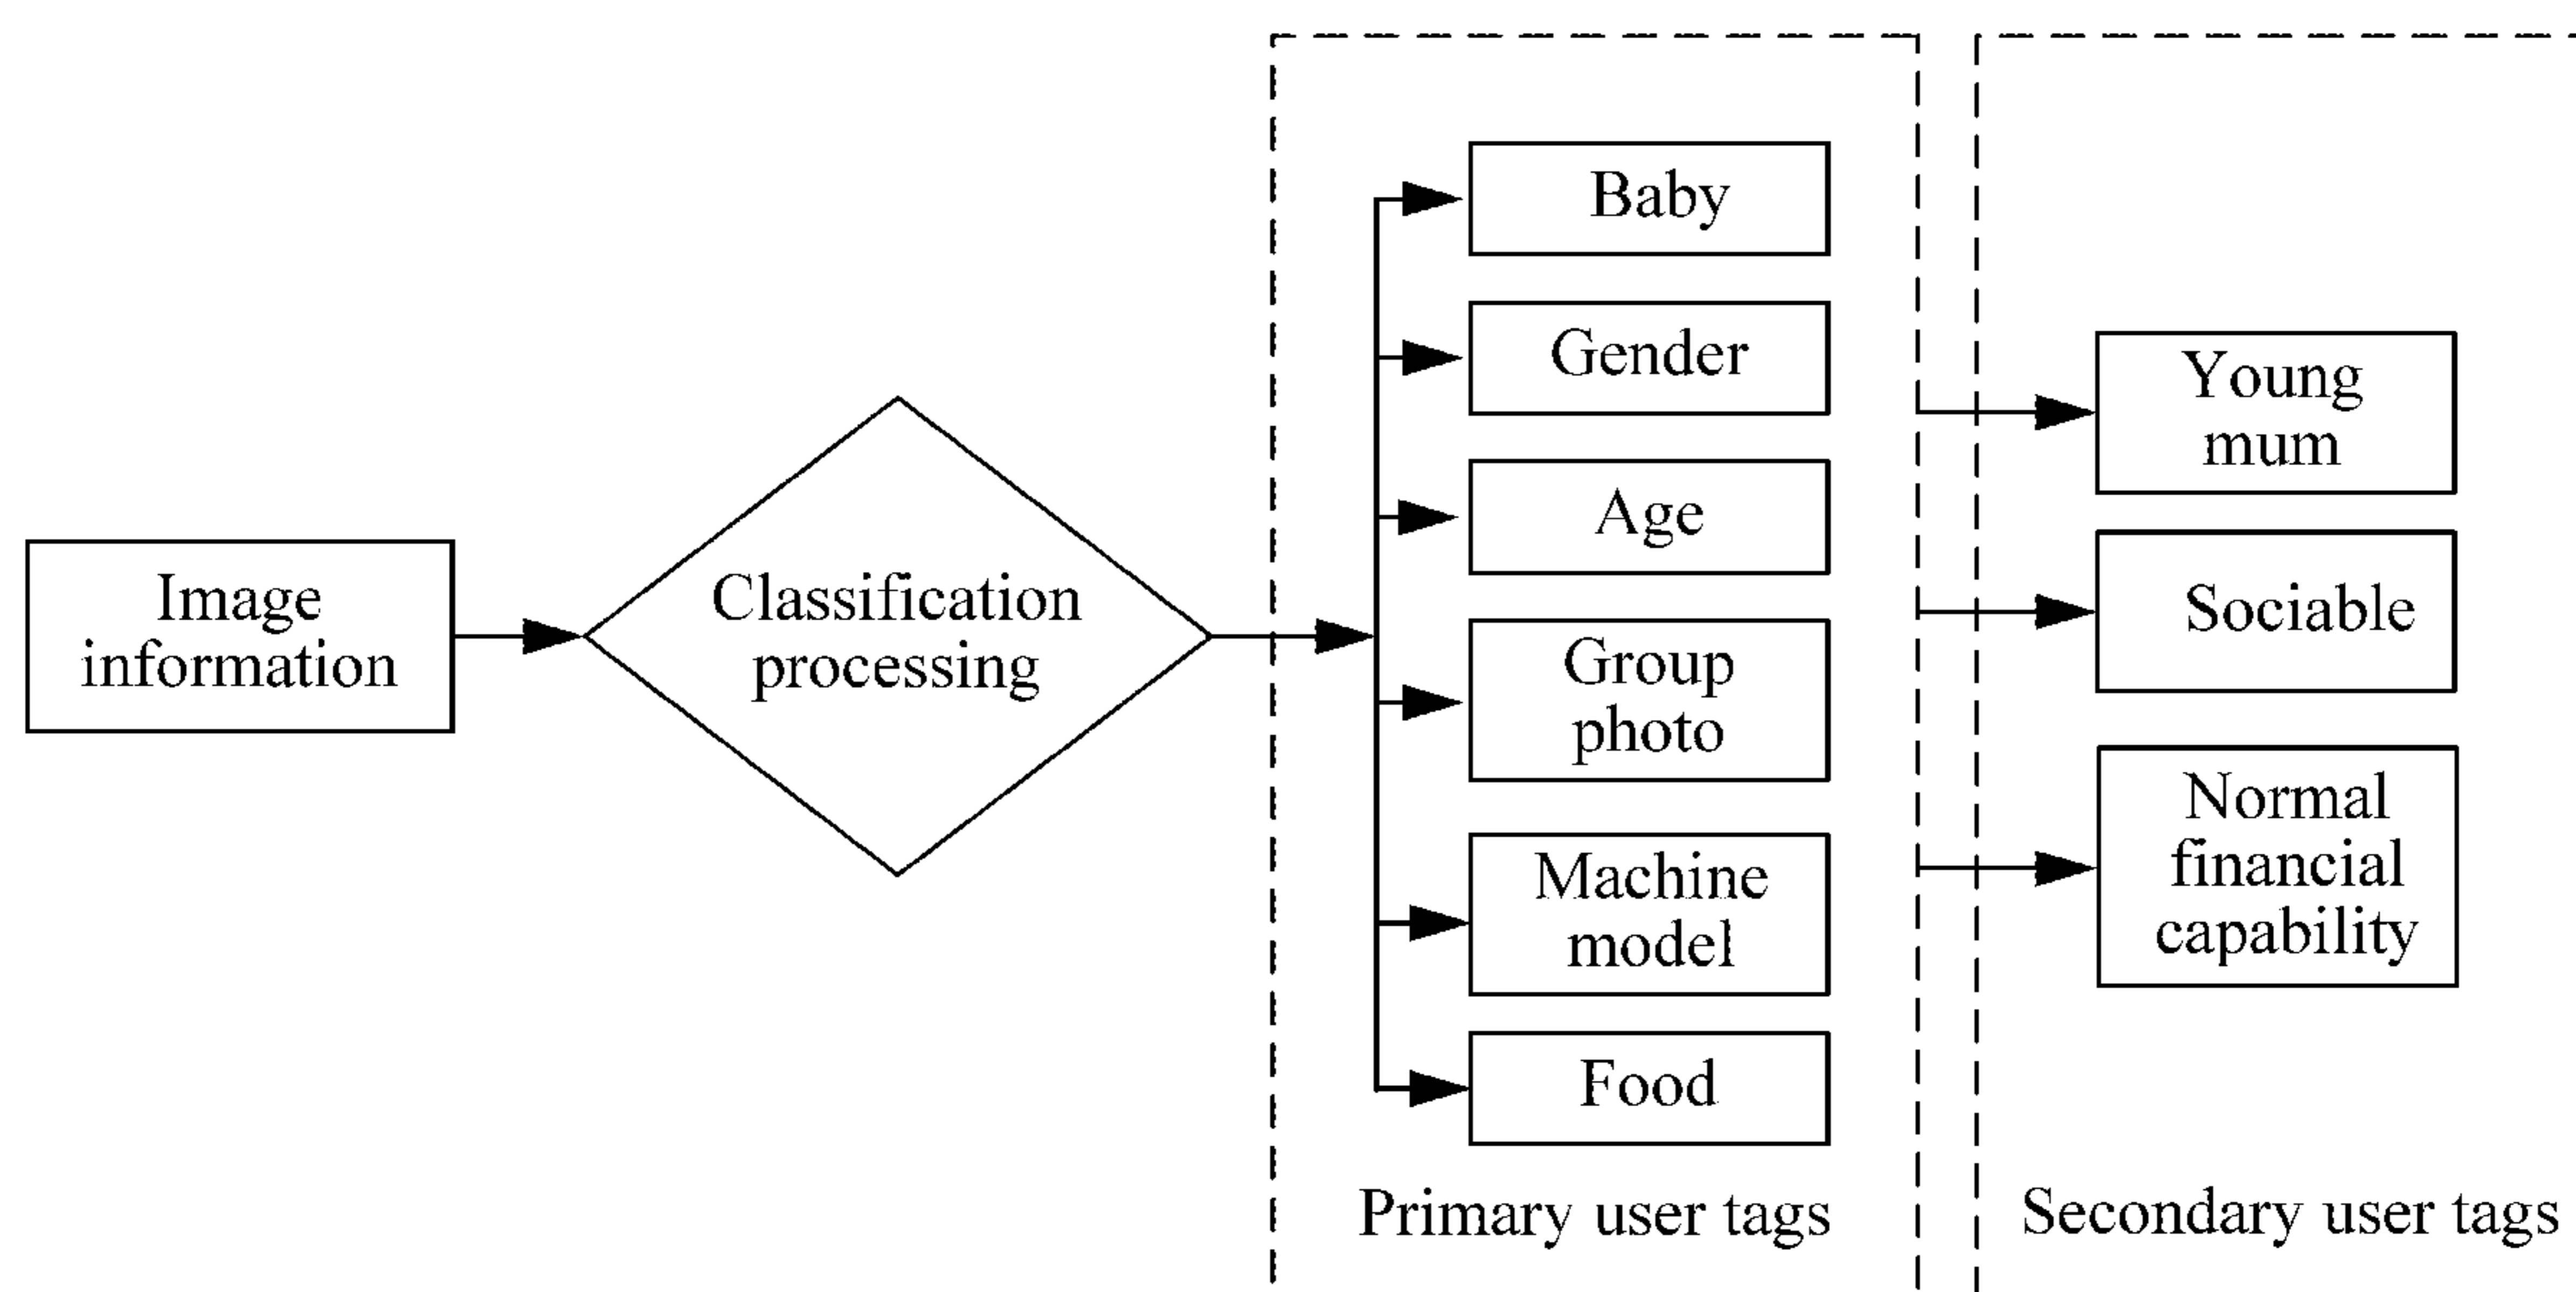 Image
information
Classification
processing
Baby
Gender
Age
Group
photo
Machine
model
Food
Primary user tags
Young
mum
Sociable
Normal
financial
capability
Secondary user tags